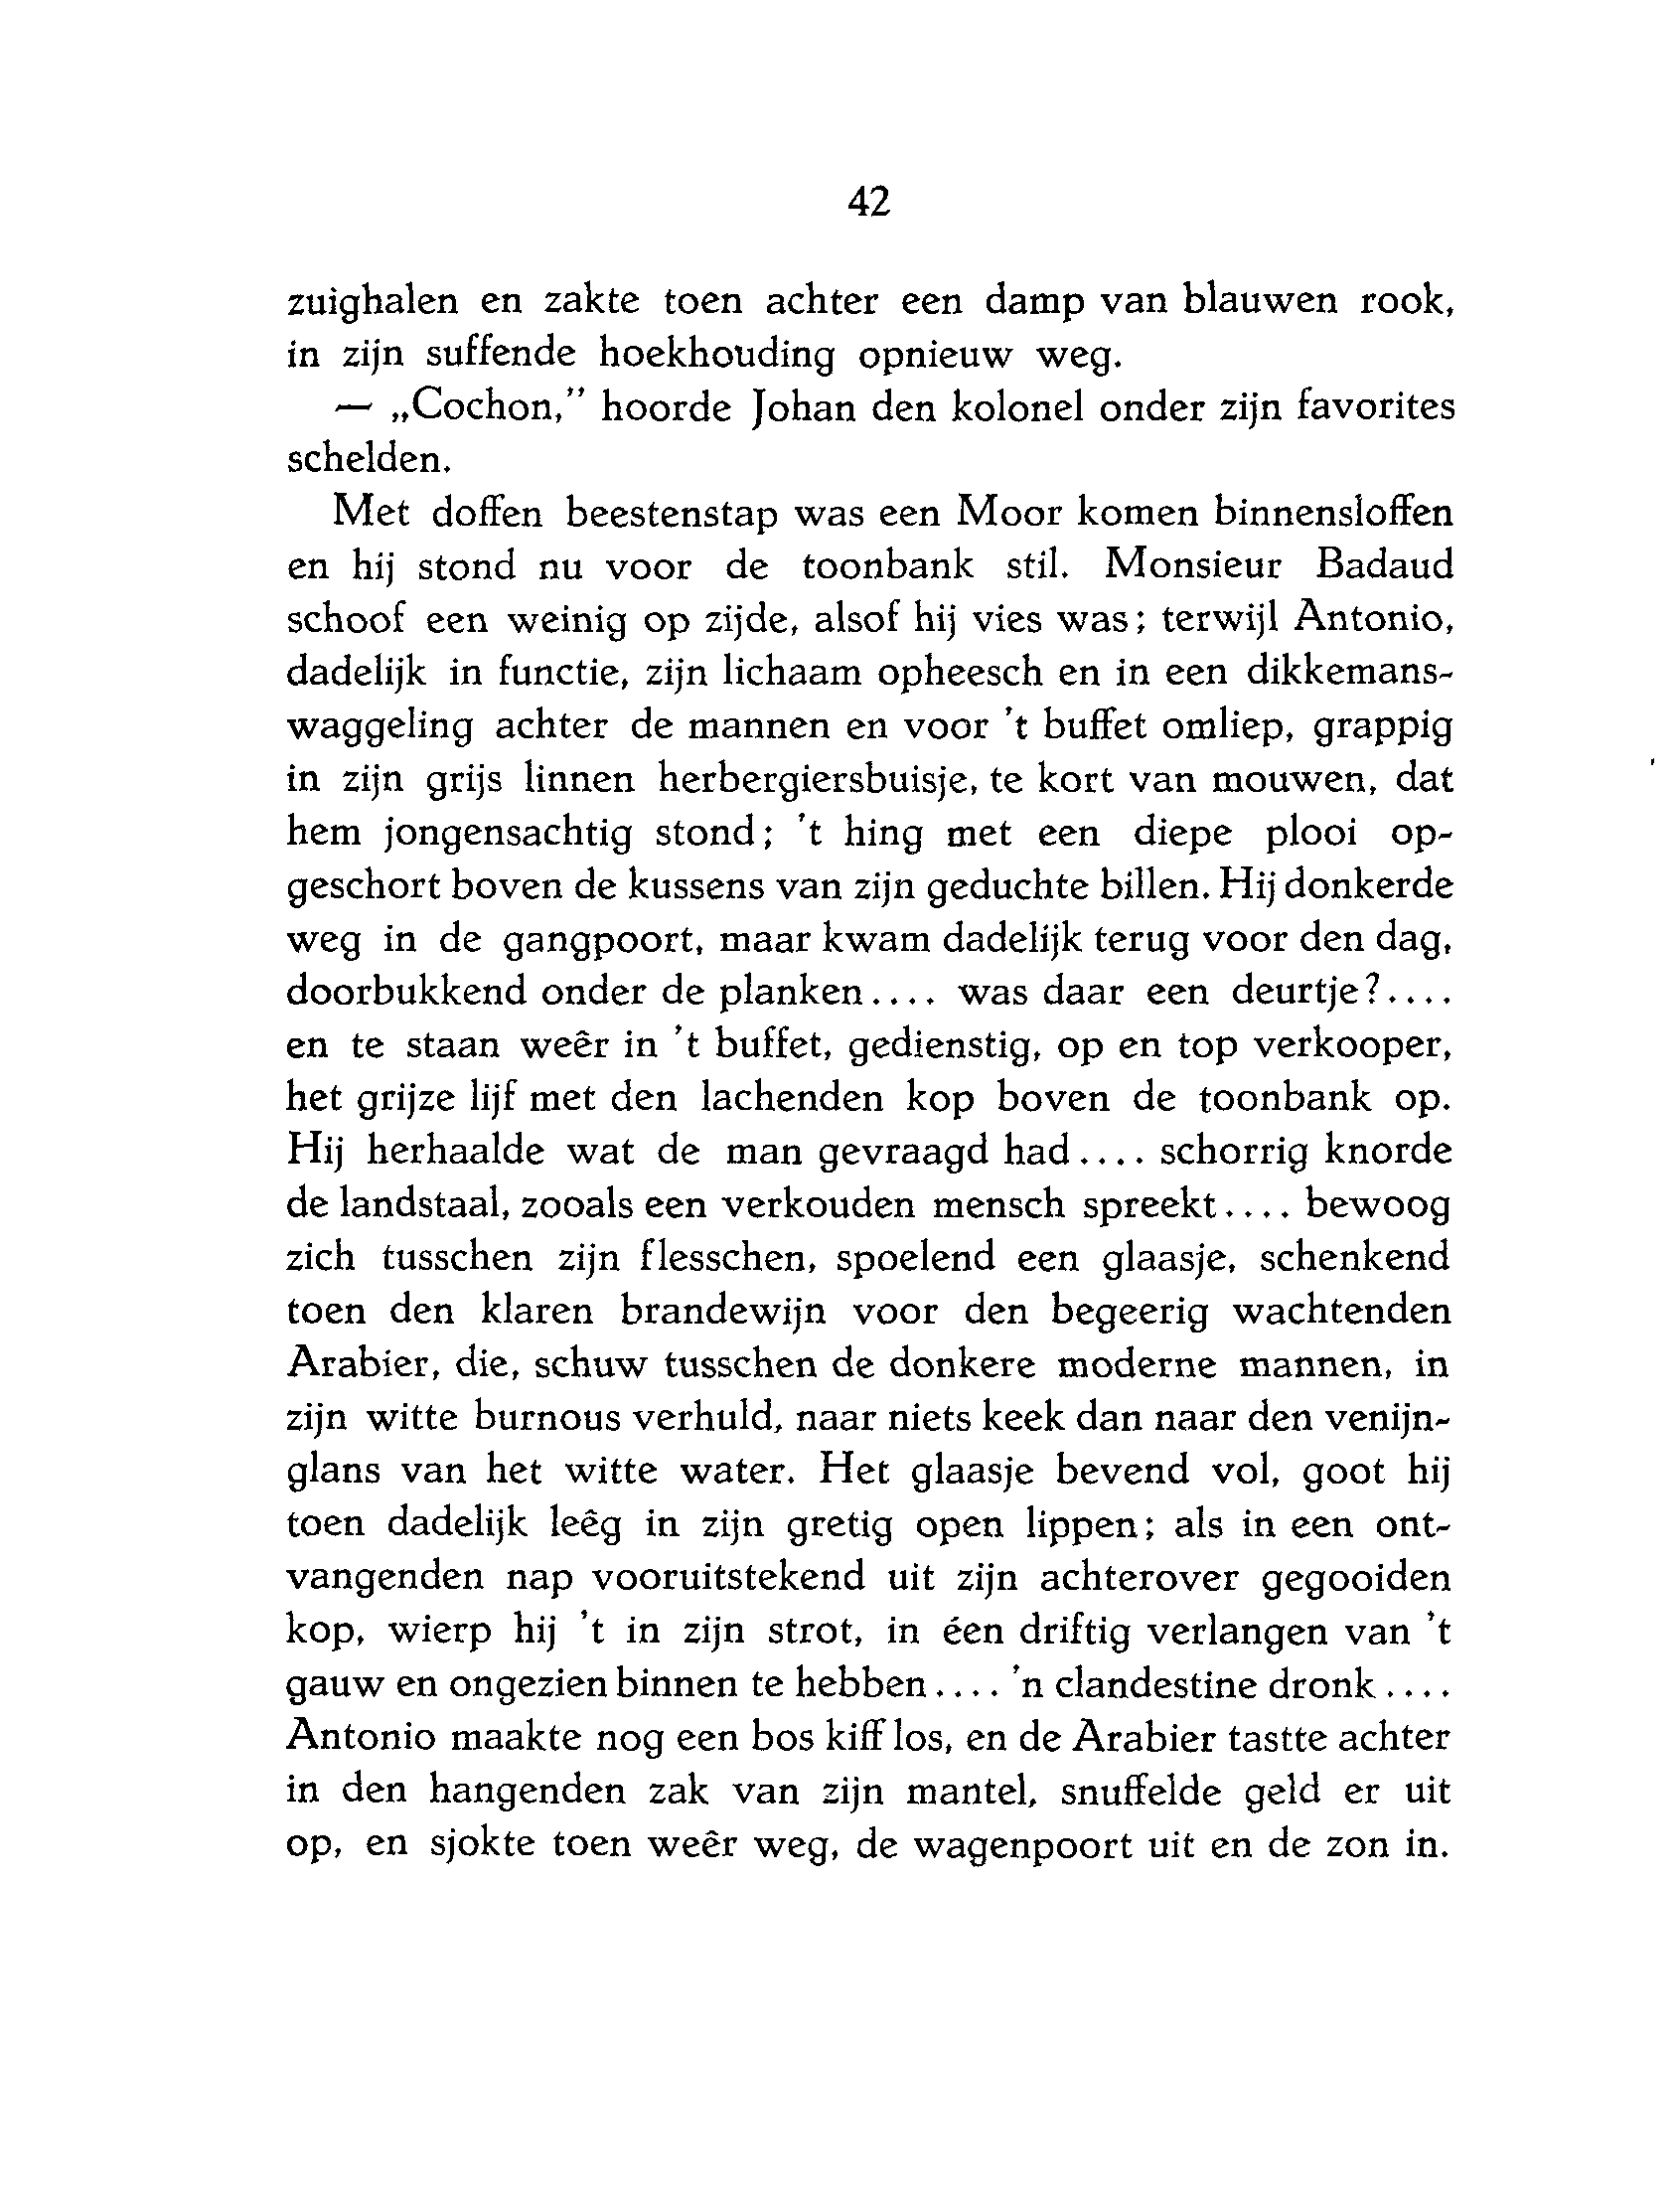 42
zuighalen en zakte toen achter een damp van blauwen rook,
in zijn suffende hoekhouding opnieuw weg.
— „Cochon,” hoorde Johan den kolonel onder zijn favorites
schelden.
Met doffen beestenstap was een Moor komen binnensloffen
en hij stond nu voor de toonbank stil. Monsieur Badaud
schoof een weinig op zijde, alsof hij vies was; terwijl Antonio,
dadelijk in functie, zijn lichaam opheesch en in een dikkemans-
waggeling achter de mannen en voor 't buffet omliep, grappig
in zijn grijs linnen herbergiersbuisje, te kort van mouwen, dat
hem jongensachtig stond; 't hing met een diepe plooi op-
geschort boven de kussens van zijn geduchte billen. Hij donkerde
weg in de gangpoort, maar kwam dadelijk terug voor den dag,
doorbukkend onder de planken.... was daar een deurtje?....
en te staan weêr in 't buffet, gedienstig, op en top verkooper,
het grijze lijf met den lachenden kop boven de toonbank op.
Hij herhaalde wat de man gevraagd had.... schorrig knorde
de landstaal, zooals een verkouden mensch spreekt.... bewoog
zich tusschen zijn flesschen, spoelend een glaasje, schenkend
toen den klaren brandewijn voor den begeerig wachtenden
Arabier, die, schuw tusschen de donkere moderne mannen, in
zijn witte burnous verhuld, naar niets keek dan naar den venijn-
glans van het witte water. Het glaasje bevend vol, goot hij
toen dadelijk leêg in zijn gretig open lippen; als in een ont-
vangenden nap vooruitstekend uit zijn achterover gegooiden
kop, wierp hij 't in zijn strot, in éen driftig verlangen van 't
gauw en ongezien binnen te hebben.... 'n clandestine dronk....
Antonio maakte nog een bos kiff los, en de Arabier tastte achter
in den hangenden zak van zijn mantel, snuffelde geld er uit
op, en sjokte toen weêr weg, de wagenpoort uit en de zon in.